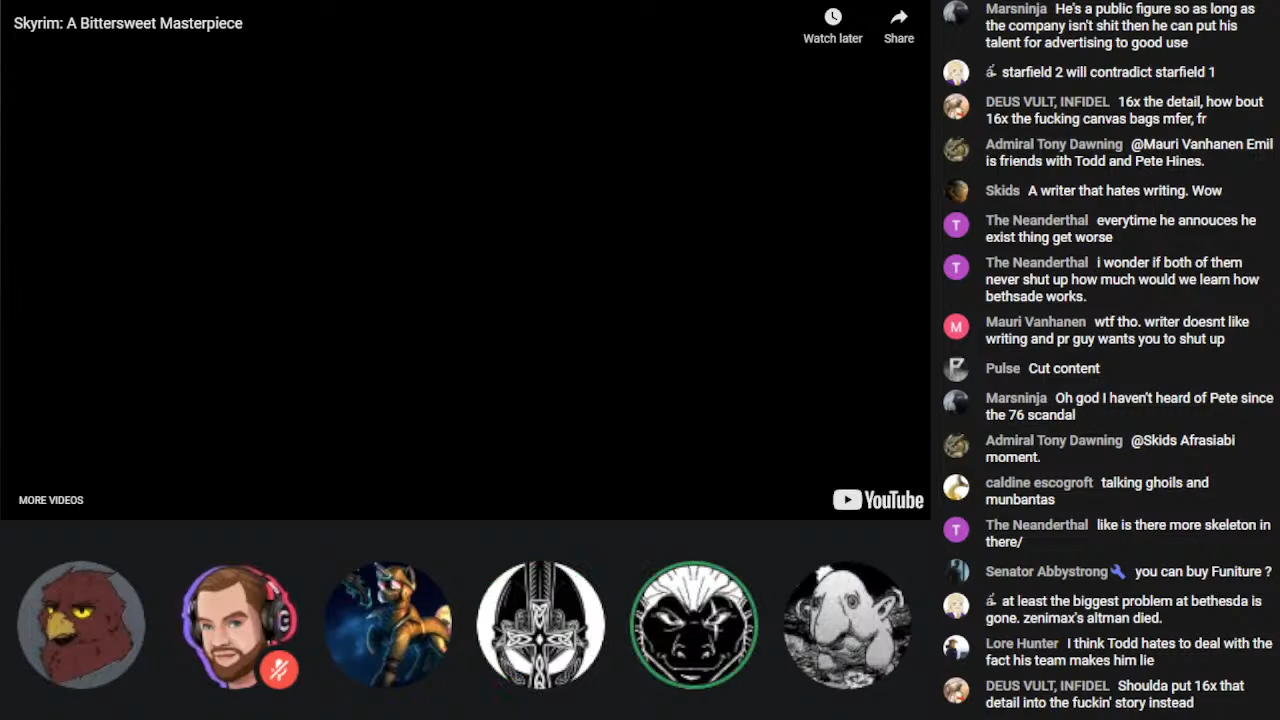 Skyrim: A Bittersweet Masterpiece
Watch later
Share
MORE VIDEOS
YouTube
Marsninja He's a public figure so as long as
the company isn't shit then he can put his
talent for advertising to good use
starfield 2 will contradict starfield 1
DEUS VULT, INFIDEL 16x the detail, how bout
16x the fucking canvas bags mfer, fr
Admiral Tony Dawning @Mauri Vanhanen Emil
is friends with Todd and Pete Hines.
Skids A writer that hates writing. Wow
T
The Neanderthal everytime he annouces he
exist thing get worse
T
The Neanderthal i wonder if both of them
never shut up how much would we learn how
bethsade works.
M
Mauri Vanhanen wtf tho. writer doesnt like
writing and pr guy wants you to shut up
P
Pulse Cut content
Marsninja Oh god I haven't heard of Pete since
the 76 scandal
Admiral Tony Dawning @Skids Afrasiabi
moment.
caldine escogroft talking ghoils and
munbantas
T
The Neanderthal like is there more skeleton in
there/
Senator Abbystrong you can buy Funiture ?
at least the biggest problem at bethesda is
gone. zenimax's altman died.
Lore Hunter I think Todd hates to deal with the
fact his team makes him lie
DEUS VULT, INFIDEL Shoulda put 16x that
detail into the fuckin' story instead